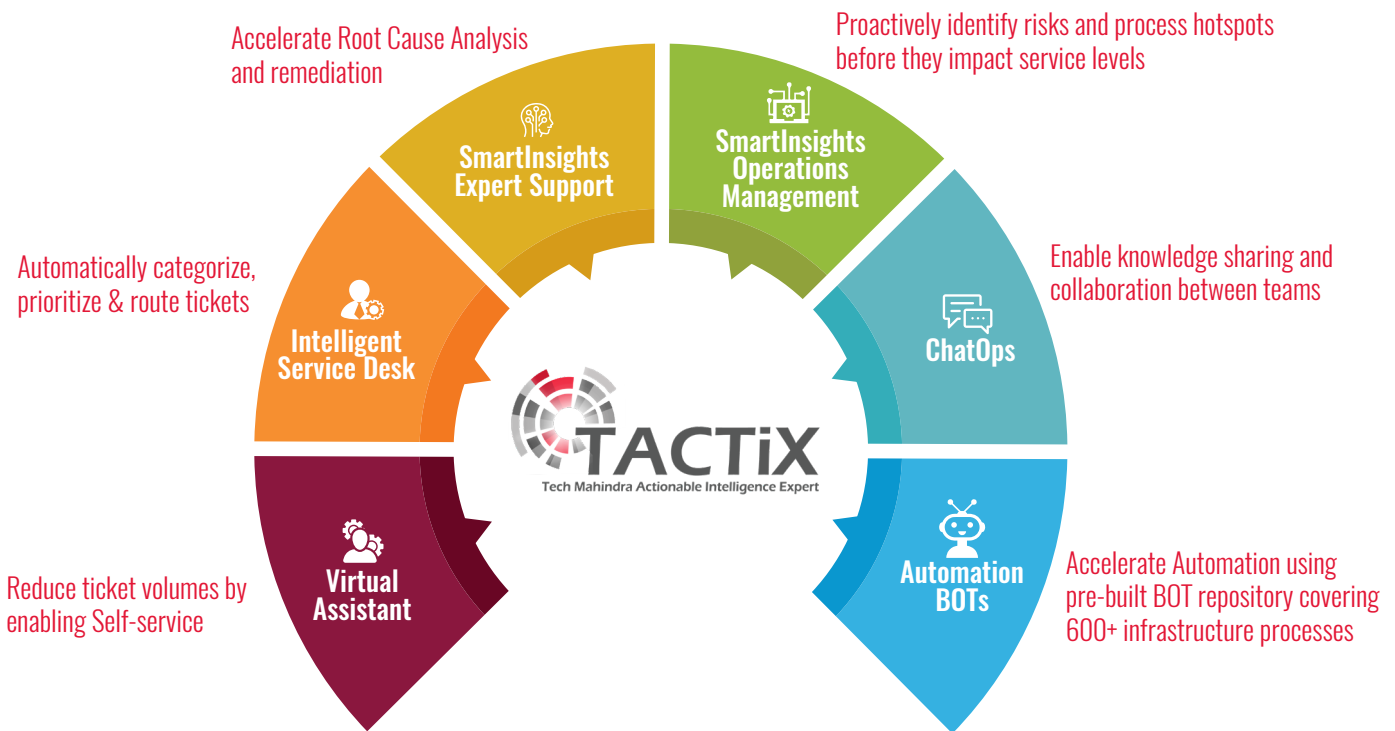 Accelerate Root Cause Analysis
and remediation
Proactively identify risks and process hotspots
before they impact service levels
SmartInsights
Expert Support
SmartInsights
Operations
Management
Automatically categorize,
prioritize & route tickets
Intelligent
Service Desk
Enable knowledge sharing and
collaboration between teams
ChatOps
TACTiX
Tech Mahindra Actionable Intelligence Expert
Reduce ticket volumes by
enabling Self-service
Virtual
Assistant
Automation
BOTs
Accelerate Automation using
pre-built BOT repository covering
600+ infrastructure processes